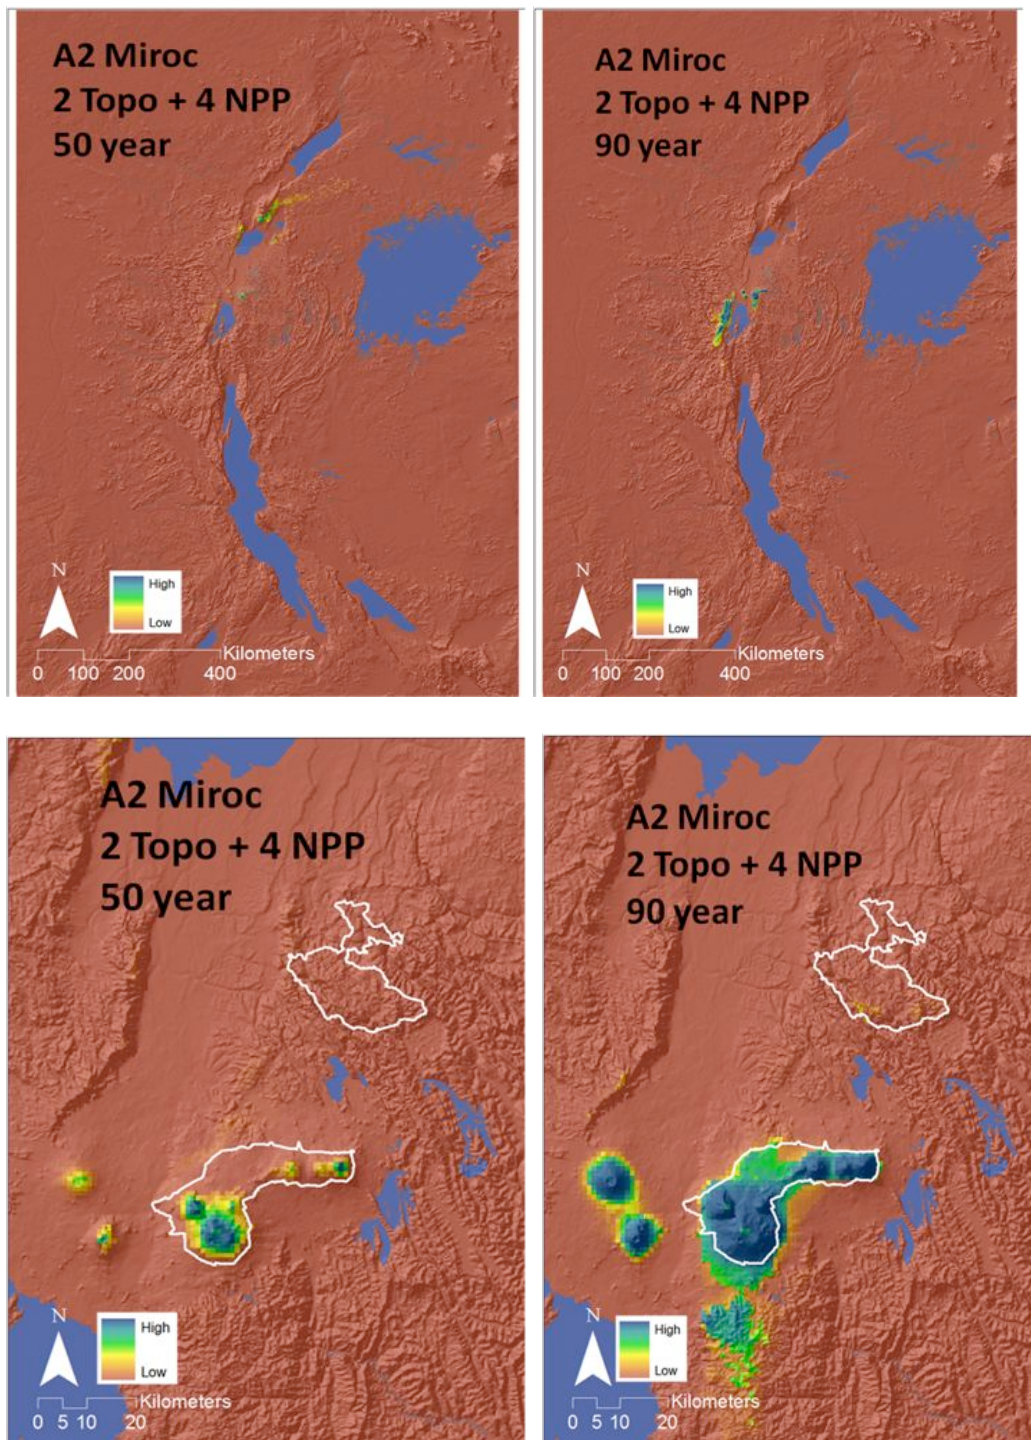 A2 Miroc
2 Topo + 4 NPP
50 year
N
High
Low
Kilometers
0 100 200 400
A2 Miroc
2 Topo + 4 NPP
90 year
N
High
Low
Kilometers
0 100 200 400
A2 Miroc
2 Topo + 4 NPP
50 year
N
High
Low
Kilometers
0 5 10 20
A2 Miroc
2 Topo + 4 NPP
90 year
N
High
Low
Kilometers
0 5 10 20